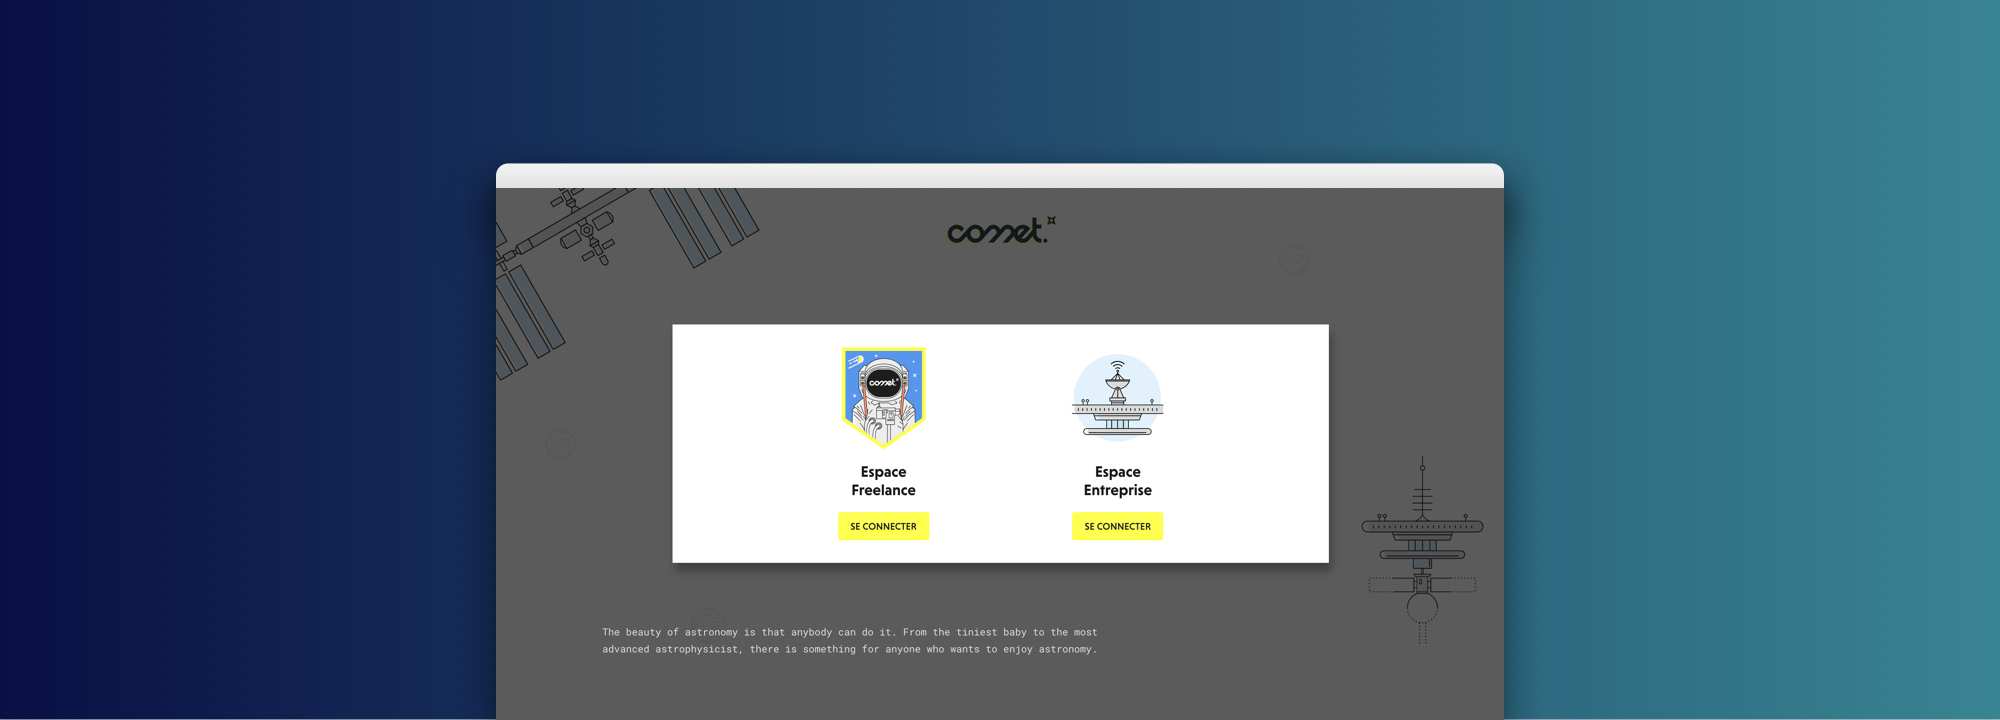 comet.
comet.
Espace
Freelance
SE CONNECTER
Espace
Entreprise
SE CONNECTER
The beauty of astronomy is that anybody can do it. From the tiniest baby to the most
advanced astrophysicist, there is something for anyone who wants to enjoy astronomy.